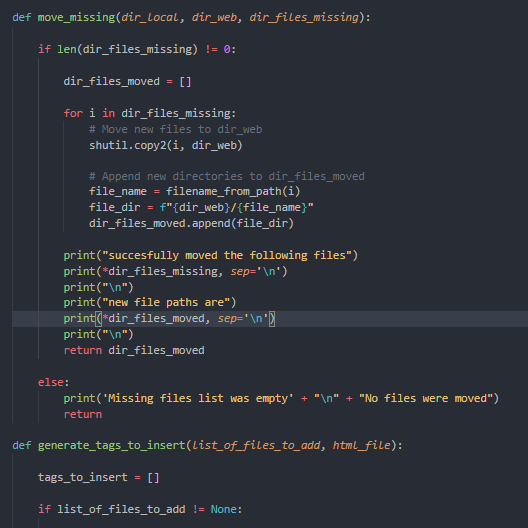 def move_missing(dir_local, dir_web, dir_files_missing):
if len(dir_files_missing) != 0:
dir_files_moved = []
for i in dir_files_missing:
# Move new files to dir_web
shutil.copy2(i, dir_web)
# Append new directories to dir_files_moved
file_name = filename_from_path(i)
file_dir = f"{dir_web}/{file_name}"
dir_files_moved.append(file_dir)
print("succesfully moved the following files")
print(*dir_files_missing, sep='\n')
print("\n")
print("new file paths are")
print(*dir_files_moved, sep='\n')
print("\n")
return dir_files_moved
else:
print('Missing files list was empty' + "\n" + "No files were moved")
return
def generate_tags_to_insert(list_of_files_to_add, html_file):
tags_to_insert = []
if list_of_files_to_add != None: